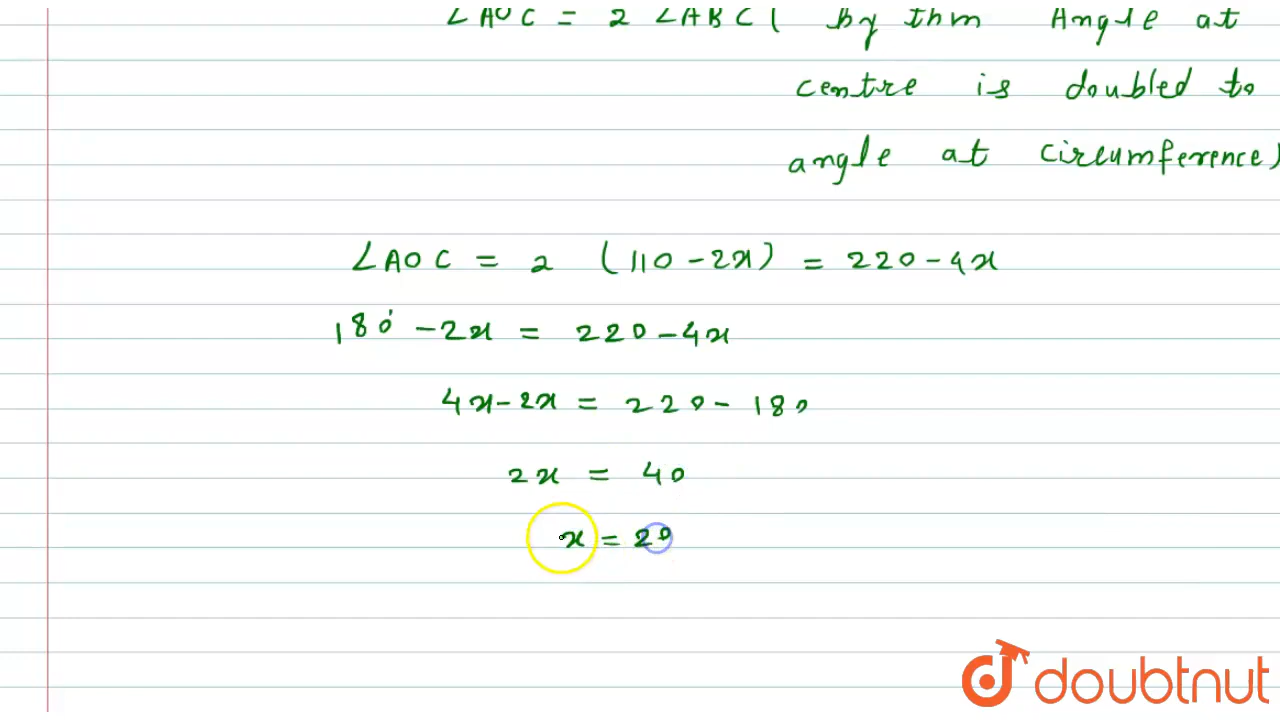 ∠AOC = 2 ∠ABC ( by thm Angle at
centre is doubled to
angle at circumference)
∠AOC = 2 (110 - 2x) = 220 - 4x
180° - 2x = 220 - 4x
4x - 2x = 220 - 180
2x = 40
x = 20
doubtnut